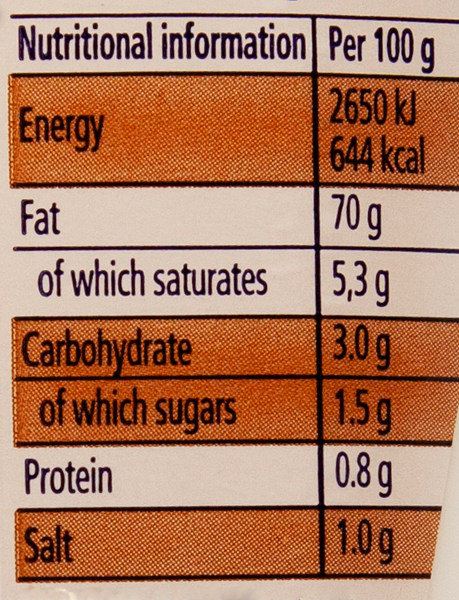 Nutritional information Per 100 g
Energy 2650 kJ
644 kcal
Fat 70 g
of which saturates 5,3 g
Carbohydrate 3.0 g
of which sugars 1.5 g
Protein 0.8 g
Salt 1.0 g